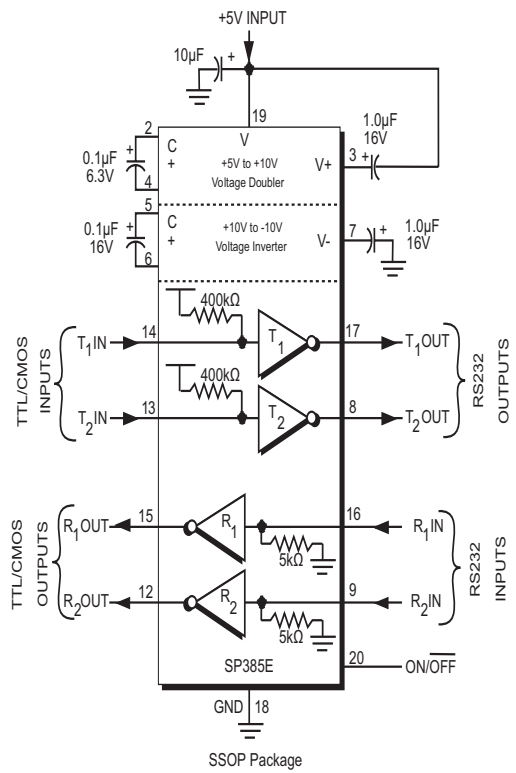 +5V INPUT
10µF +
19
2
C
+
V
+5V to +10V
Voltage Doubler
V+
3
+
1.0µF
16V
+
0.1µF
6.3V
4
5
C
+
+10V to -10V
Voltage Inverter
V-
7
+
1.0µF
16V
+
0.1µF
16V
6
400kΩ
TTL/CMOS
INPUTS
T1IN
14
T1
17
T1OUT
RS232
OUTPUTS
400kΩ
T2IN
13
T2
8
T2OUT
TTL/CMOS
OUTPUTS
R1OUT
15
R1
16
R1IN
RS232
INPUTS
5kΩ
R2OUT
12
R2
9
R2IN
5kΩ
SP385E
20
ON/OFF
GND
18
SSOP Package